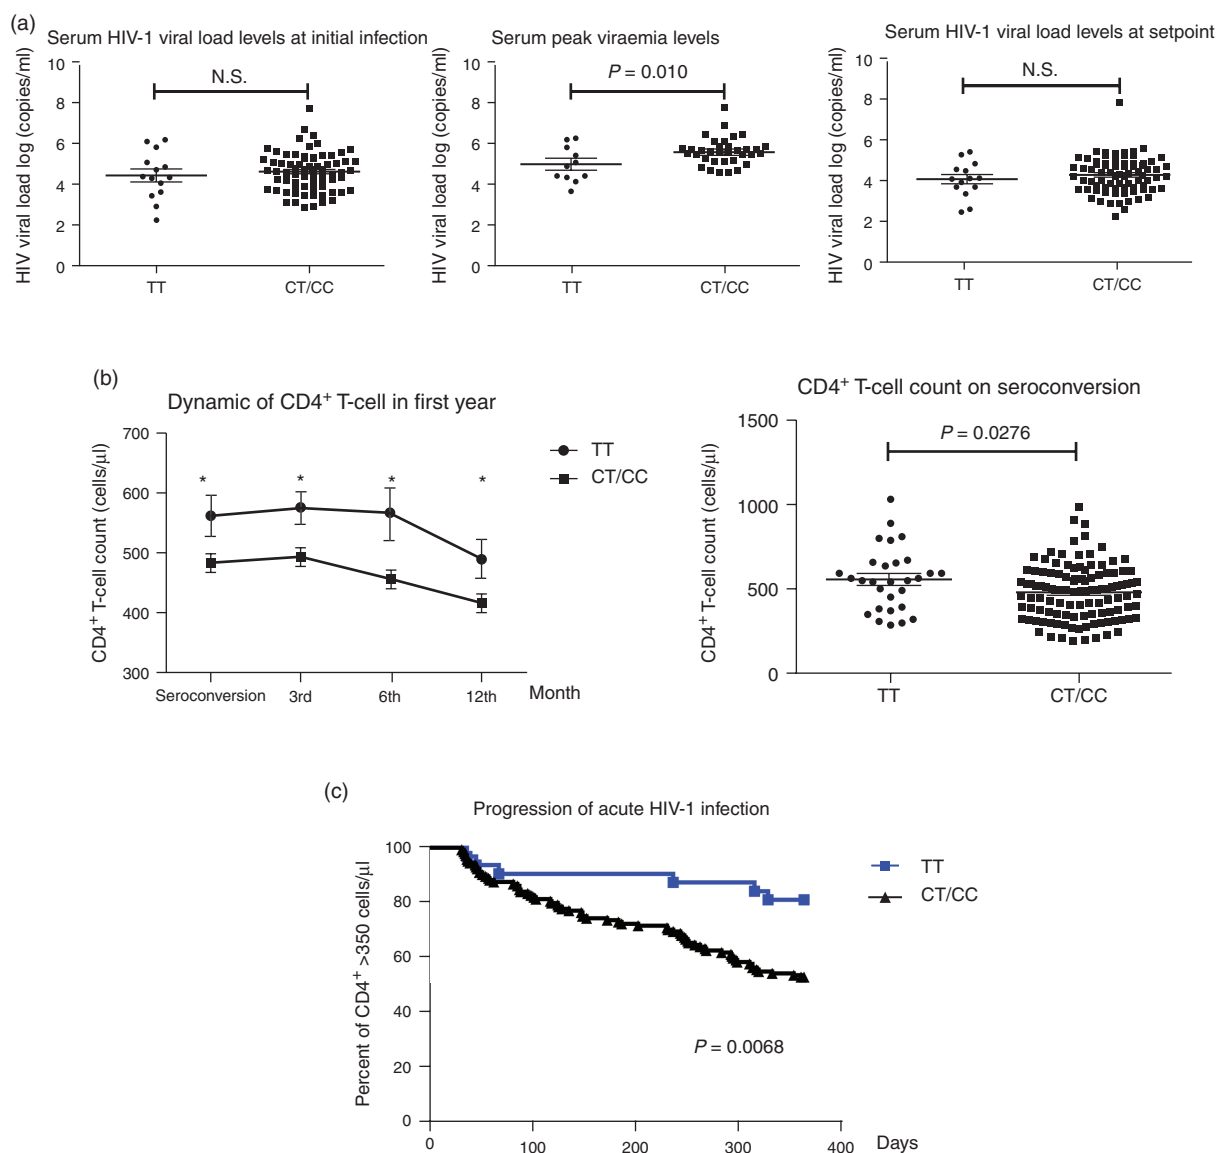 (a)
Serum HIV-1 viral load levels at initial infection
HIV viral load log (copies/ml)
10
8
6
4
2
0
N.S.
TT
CT/CC
Serum peak viraemia levels
HIV viral load log (copies/ml)
10
8
6
4
2
0
P = 0.010
TT
CT/CC
Serum HIV-1 viral load levels at setpoint
HIV viral load log (copies/ml)
10
8
6
4
2
0
N.S.
TT
CT/CC
(b)
Dynamic of CD4⁺ T-cell in first year
CD4⁺ T-cell count (cells/µl)
700
600
500
400
300
* * * *
Seroconversion 3rd 6th 12th Month
TT
CT/CC
CD4⁺ T-cell count on seroconversion
CD4⁺ T-cell count (cells/µl)
1500
1000
500
0
P = 0.0276
TT
CT/CC
(c)
Progression of acute HIV-1 infection
Percent of CD4⁺ >350 cells/µl
100
80
60
40
20
0
P = 0.0068
0 100 200 300 400 Days
TT
CT/CC